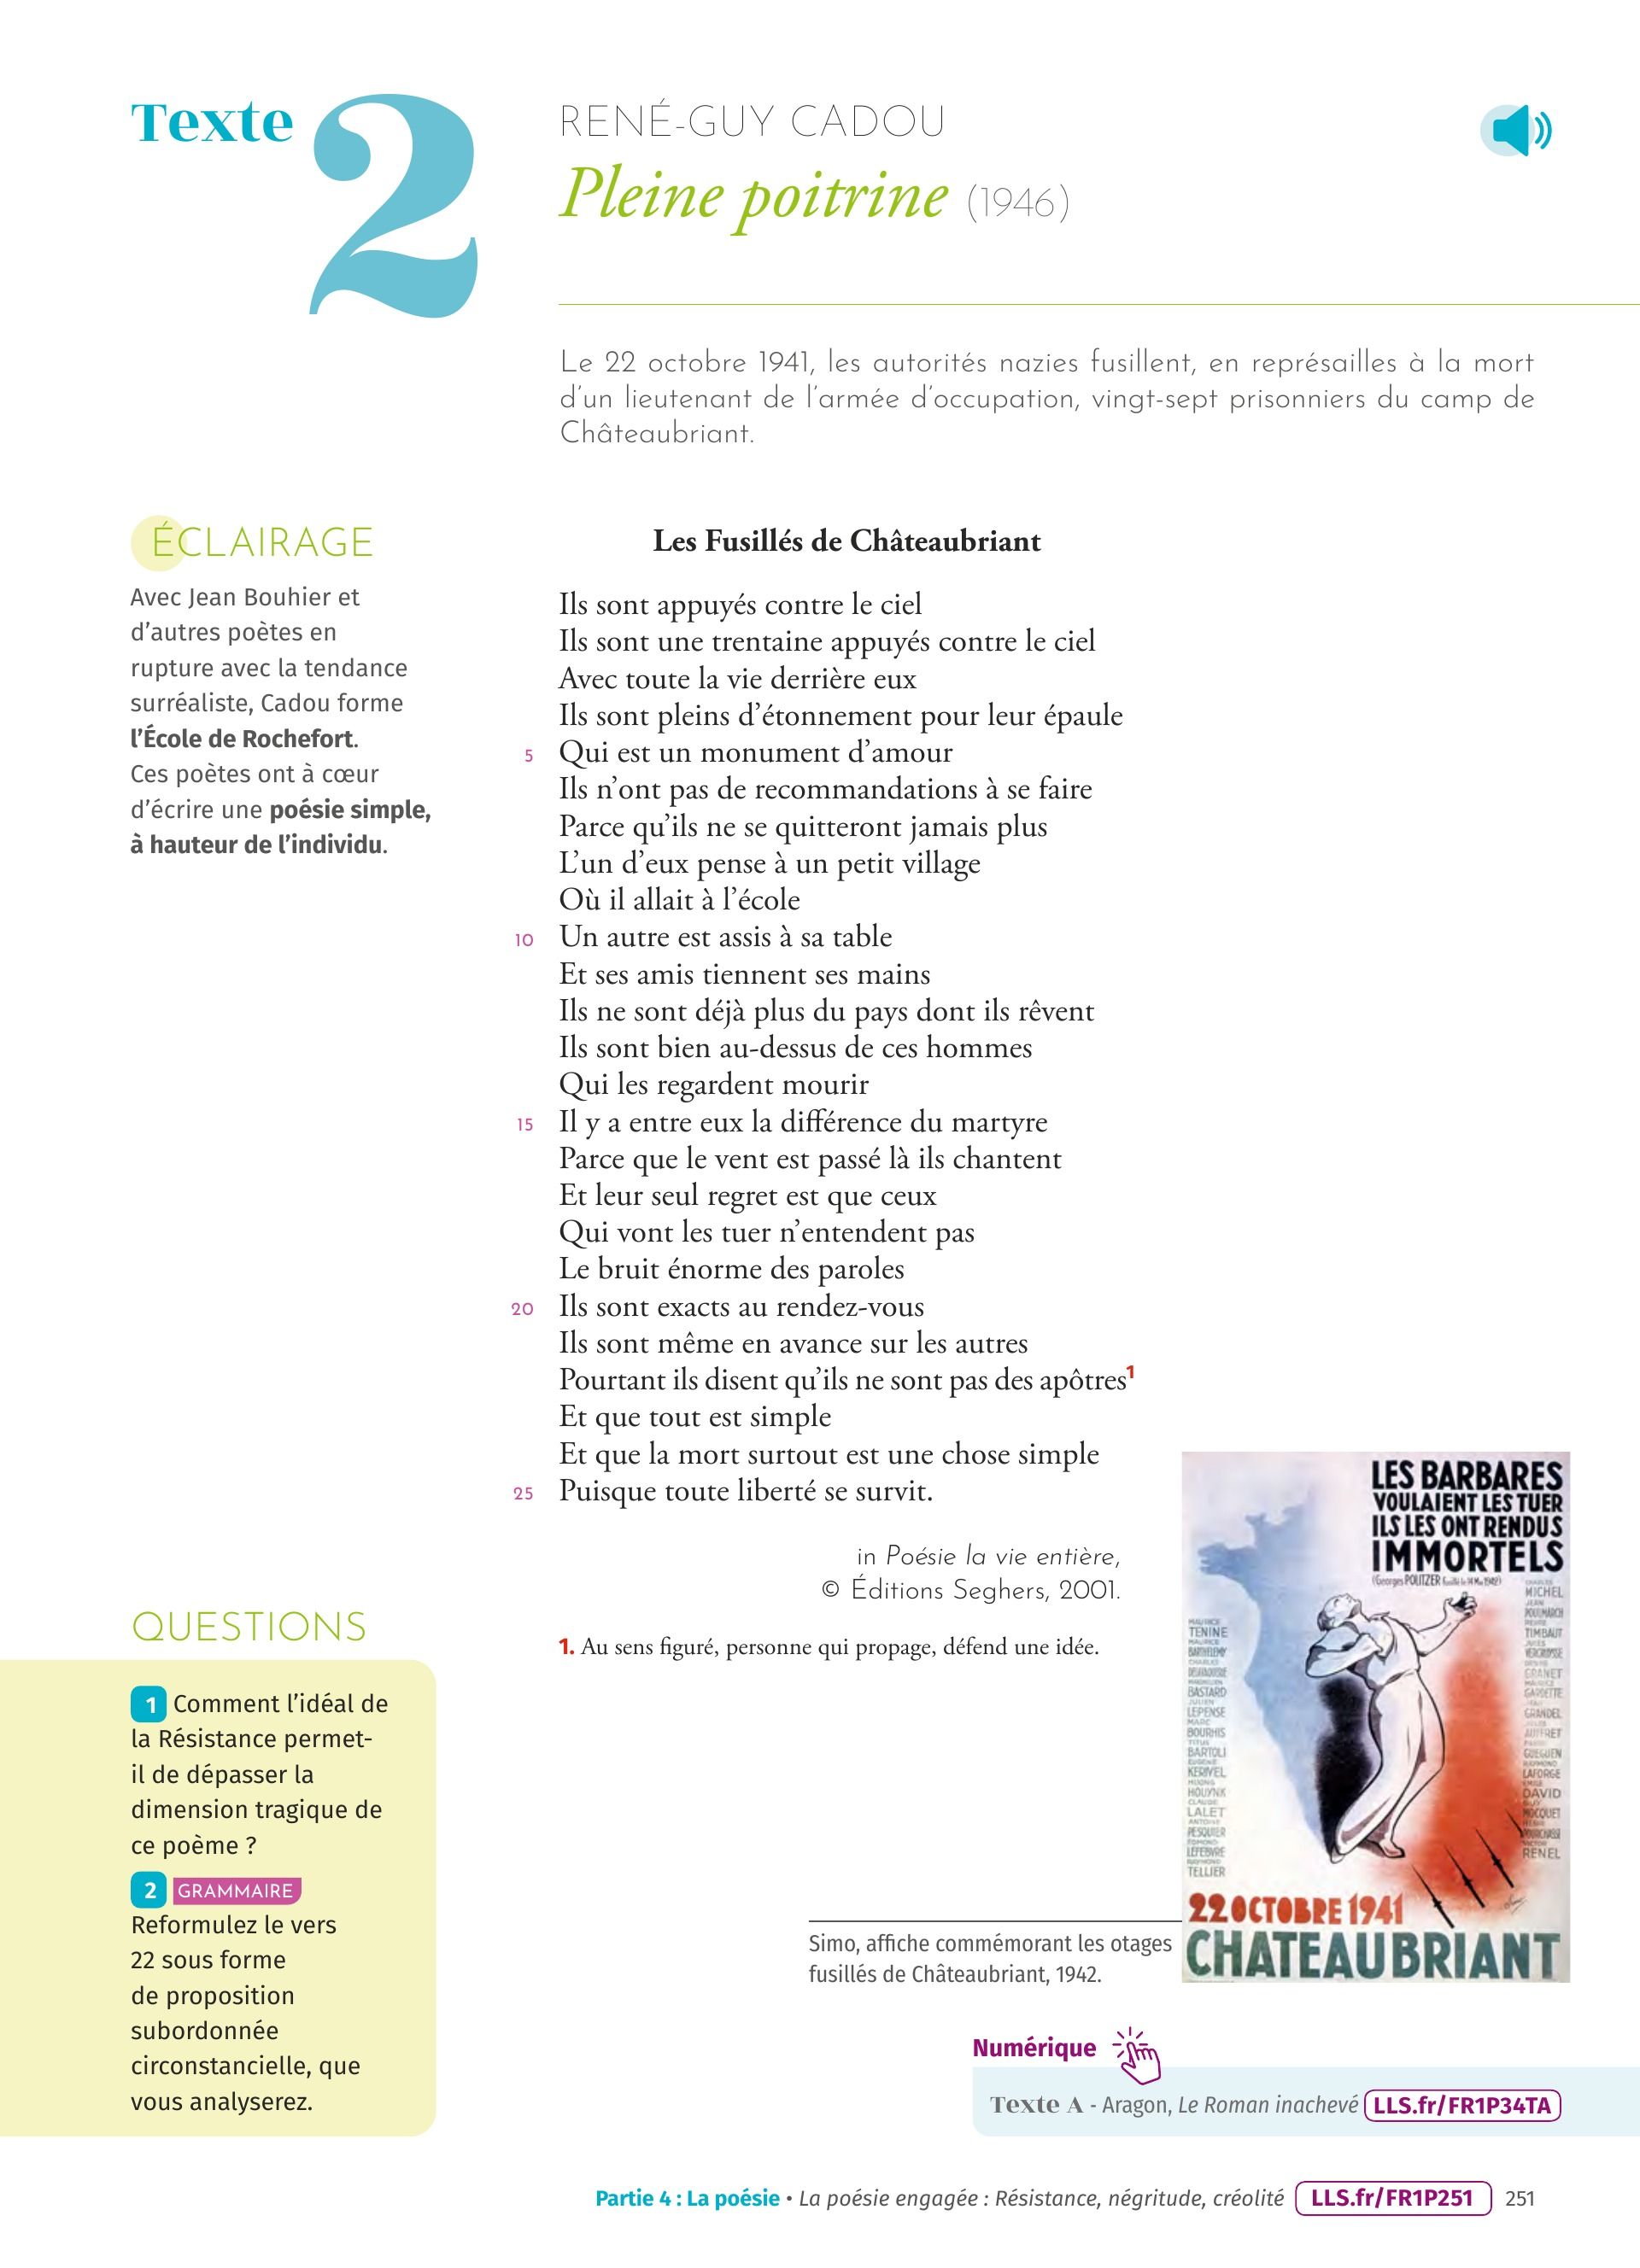 Texte 2
RENÉ-GUY CADOU
Pleine poitrine (1946)
Le 22 octobre 1941, les autorités nazies fusillent, en représailles à la mort
d'un lieutenant de l'armée d'occupation, vingt-sept prisonniers du camp de
Châteaubriant.
ÉCLAIRAGE
Avec Jean Bouhier et
d'autres poètes en
rupture avec la tendance
surréaliste, Cadou forme
l'École de Rochefort.
Ces poètes ont à cœur
d'écrire une poésie simple,
à hauteur de l'individu.
Les Fusillés de Châteaubriant
Ils sont appuyés contre le ciel
Ils sont une trentaine appuyés contre le ciel
Avec toute la vie derrière eux
Ils sont pleins d'étonnement pour leur épaule
5 Qui est un monument d'amour
Ils n'ont pas de recommandations à se faire
Parce qu'ils ne se quitteront jamais plus
L'un d'eux pense à un petit village
Où il allait à l'école
10 Un autre est assis à sa table
Et ses amis tiennent ses mains
Ils ne sont déjà plus du pays dont ils rêvent
Ils sont bien au-dessus de ces hommes
Qui les regardent mourir
15 Il y a entre eux la différence du martyre
Parce que le vent est passé là ils chantent
Et leur seul regret est que ceux
Qui vont les tuer n'entendent pas
Le bruit énorme des paroles
20 Ils sont exacts au rendez-vous
Ils sont même en avance sur les autres
Pourtant ils disent qu'ils ne sont pas des apôtres1
Et que tout est simple
Et que la mort surtout est une chose simple
25 Puisque toute liberté se survit.
in Poésie la vie entière,
© Éditions Seghers, 2001.
1. Au sens figuré, personne qui propage, défend une idée.
QUESTIONS
1 Comment l'idéal de
la Résistance permet-
il de dépasser la
dimension tragique de
ce poème ?
2 GRAMMAIRE
Reformulez le vers
22 sous forme
de proposition
subordonnée
circonstancielle, que
vous analyserez.
LES BARBARES
VOULAIENT LES TUER
ILS LES ONT RENDUS
IMMORTELS
(Georges POLITZER fusillé le 14 Mai 1942)
MAURICE
TENINE
BASTARD
LEPENSE
MARC
BOURHIS
TITUS
BARTOLI
KERIVEL
HOUYNK
CLAUDE
LALET
ANTOINE
PESQUIER
LEFEBVRE
TELLIER
MICHEL
JEAN
POULMARCH
TIMBAUT
VERCRUYSSE
GRANET
GARDETTE
GRANDEL
AUFFRET
GUEGUEN
LAFORGE
DAVID
GUY
MOCQUET
RENEL
22 OCTOBRE 1941
CHATEAUBRIANT
Simo, affiche commémorant les otages
fusillés de Châteaubriant, 1942.
Numérique
Texte A - Aragon, Le Roman inachevé LLS.fr/FR1P34TA
Partie 4 : La poésie • La poésie engagée : Résistance, négritude, créolité LLS.fr/FR1P251 251